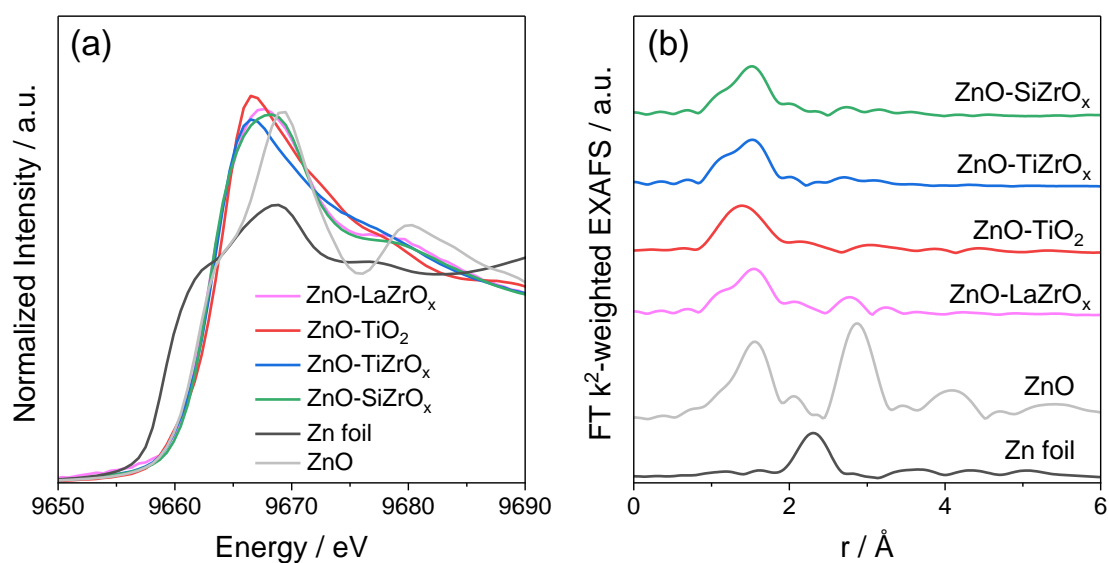 (a)
Normalized Intensity / a.u.
ZnO-LaZrOₓ
ZnO-TiO₂
ZnO-TiZrOₓ
ZnO-SiZrOₓ
Zn foil
ZnO
9650 9660 9670 9680 9690
Energy / eV
(b)
FT k²-weighted EXAFS / a.u.
ZnO-SiZrOₓ
ZnO-TiZrOₓ
ZnO-TiO₂
ZnO-LaZrOₓ
ZnO
Zn foil
0 2 4 6
r / Å